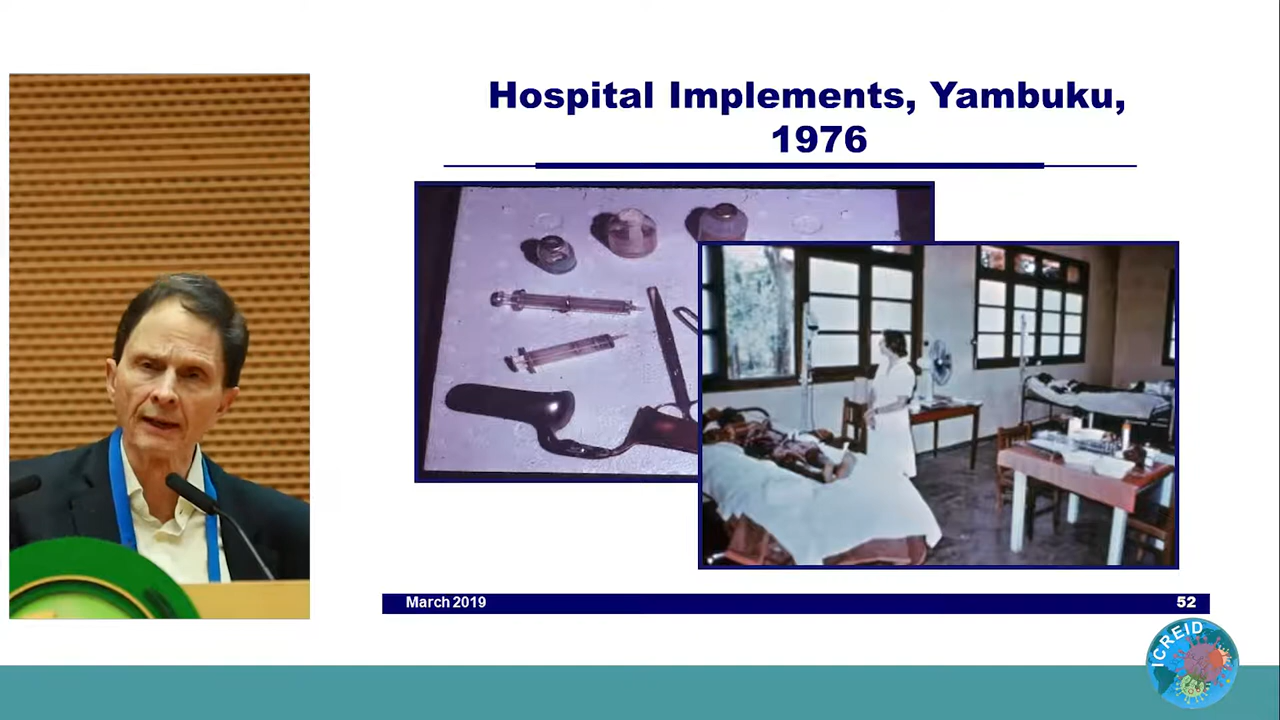 Hospital Implements, Yambuku,
1976
March 2019
52
ICREID